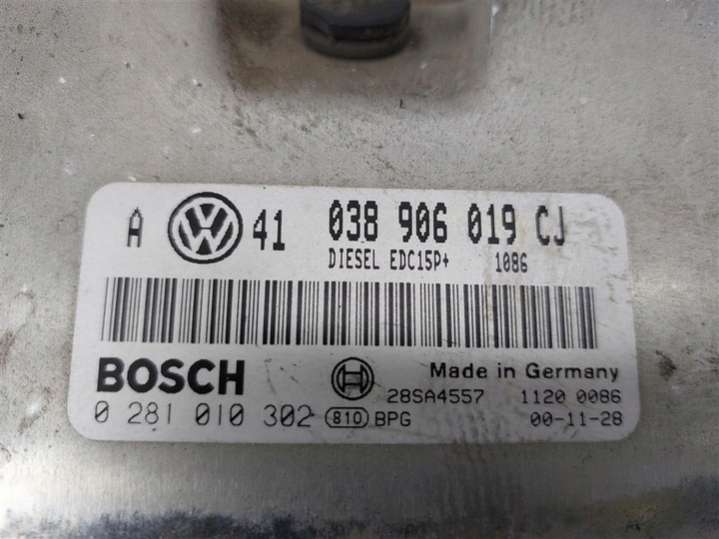 A VW 41 038 906 019 CJ
DIESEL EDC15P+ 1086
BOSCH Made in Germany
28SA4557 1120 0086
0 281 010 302 810 BPG 00-11-28